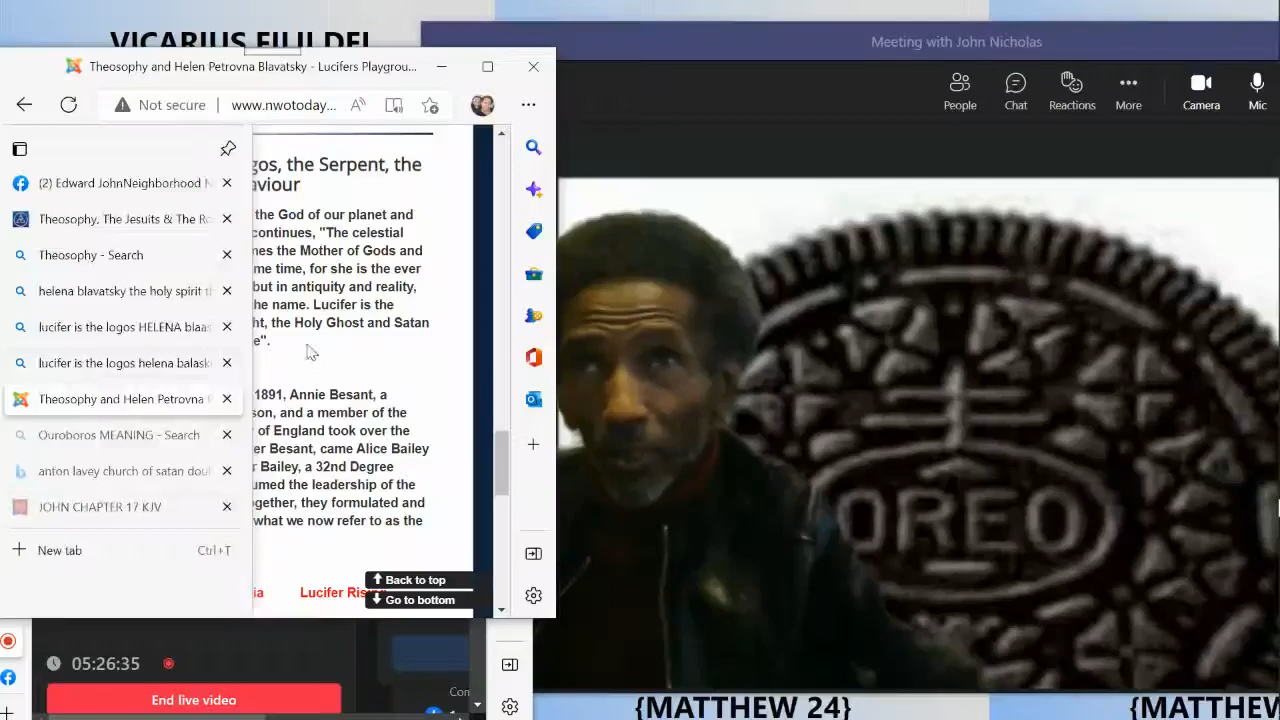 VICARIUS FILII DEI
Meeting with John Nicholas
Theosophy and Helen Petrovna Blavatsky - Lucifers Playgrou...
People
Chat
Reactions
More
Camera
Mic
Not secure
www.nwotoday...
(2) Edward JohnNeighborhood N
Theosophy, The Jesuits & The Ro
Theosophy - Search
helena blavatsky the holy spirit th
lucifer is the logos HELENA blaas
lucifer is the logos helena balask
Theosophy and Helen Petrovna
Ouroboros MEANING - Search
anton lavey church of satan doul
JOHN CHAPTER 17 KJV
New tab
Ctrl+T
gos, the Serpent, the
aviour
the God of our planet and
continues, "The celestial
nes the Mother of Gods and
me time, for she is the ever
but in antiquity and reality,
he name. Lucifer is the
ht, the Holy Ghost and Satan
e".
1891, Annie Besant, a
son, and a member of the
of England took over the
er Besant, came Alice Bailey
r Bailey, a 32nd Degree
umed the leadership of the
ogether, they formulated and
what we now refer to as the
Back to top
ia
Lucifer Risi
Go to bottom
OREO
05:26:35
End live video
Con
{MATTHEW 24}
{MATTHEW